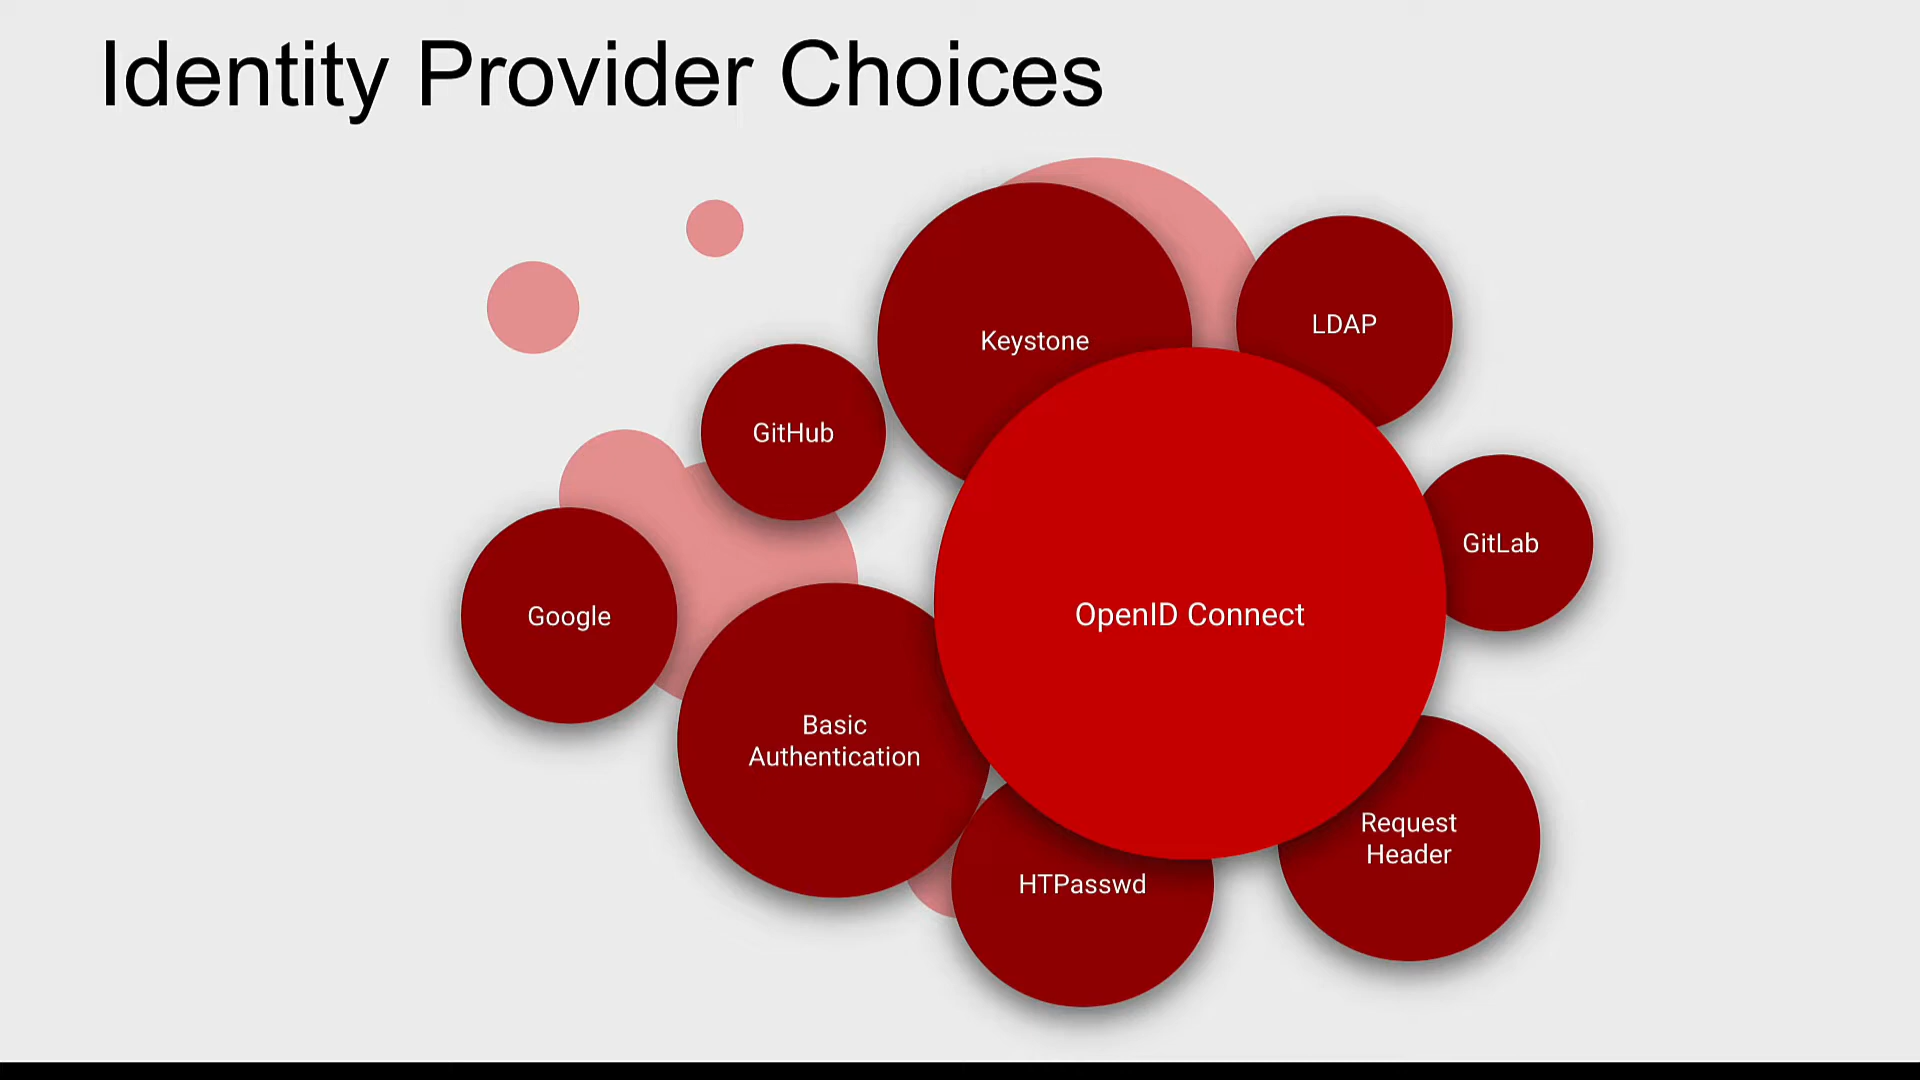 Identity Provider Choices
Keystone
LDAP
GitHub
GitLab
OpenID Connect
Google
Basic
Authentication
Request
Header
HTPasswd